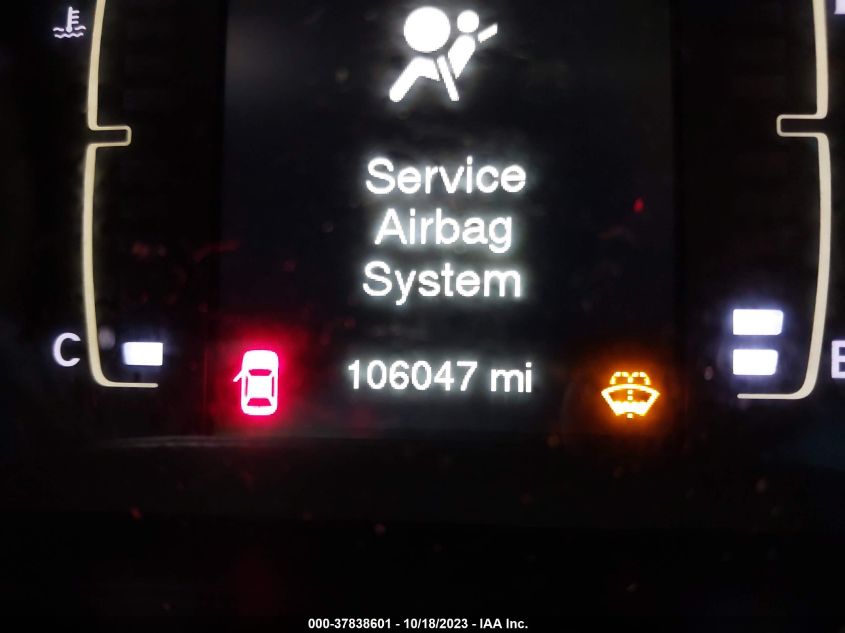 Service
Airbag
System
C
106047 mi
000-37838601 - 10/18/2023 - IAA Inc.